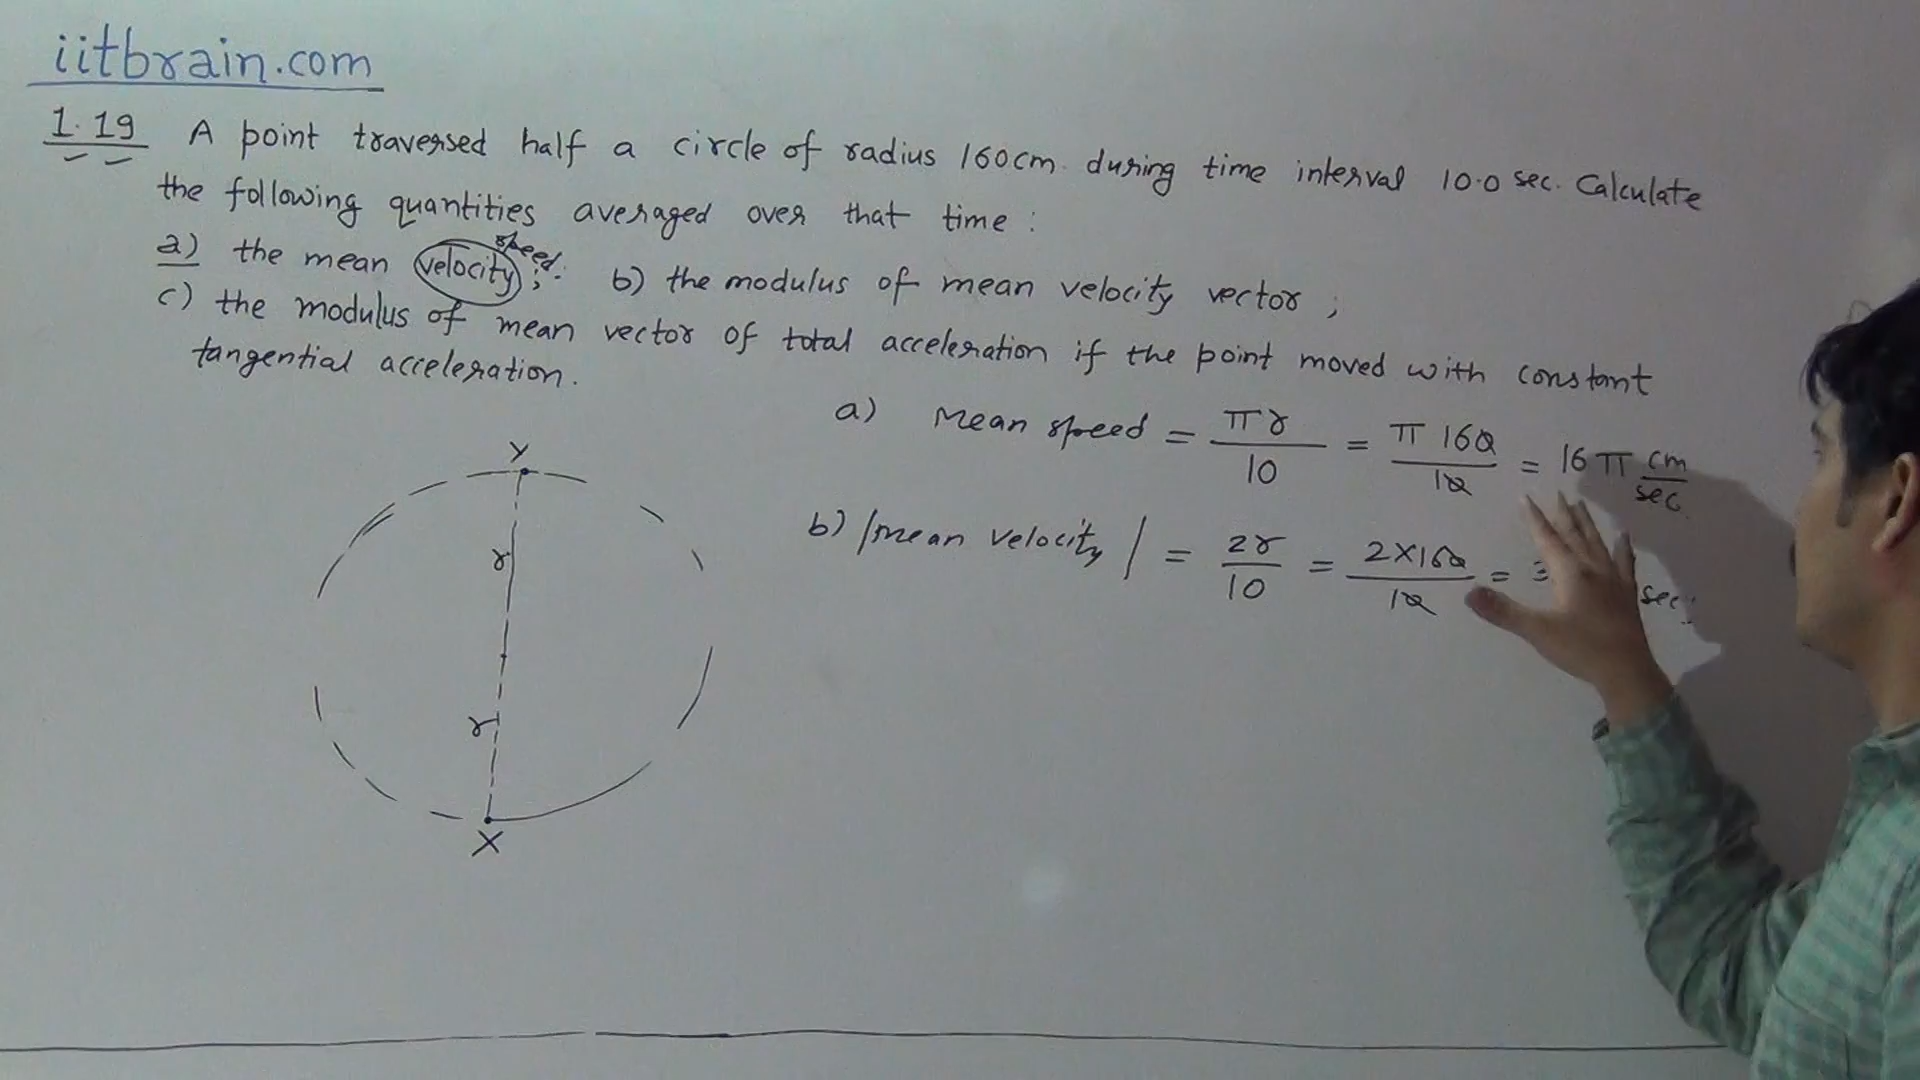 iitbrain.com
1.19 A point traversed half a circle of radius 160cm. during time interval 10.0 sec. Calculate
the following quantities averaged over that time :
speed.
a) the mean velocity ; b) the modulus of mean velocity vector ;
c) the modulus of mean vector of total acceleration if the point moved with constant
tangential acceleration.
a) Mean speed = πr/10 = π 160/10 = 16 π cm/sec.
b) |mean velocity| = 2r/10 = 2×160/10 = 3 sec.
Y
r
r
X